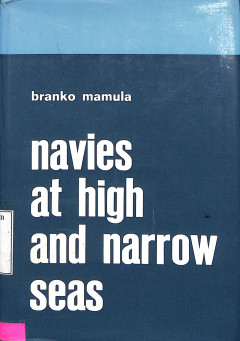 branko mamula
navies
at high
and narrow
seas